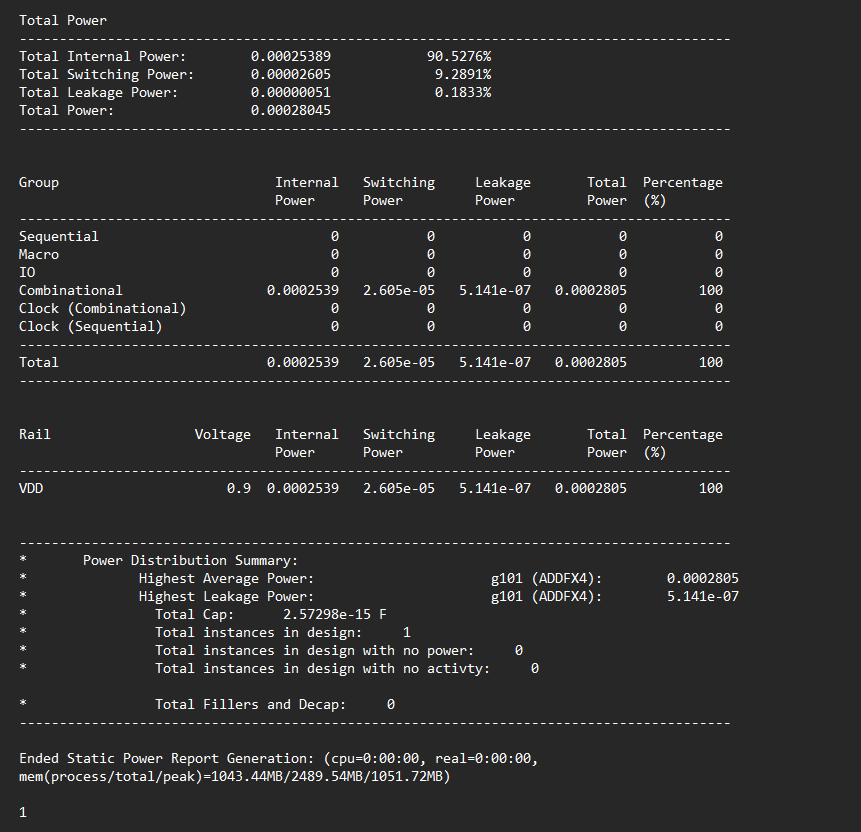 Total Power
-----------------------------------------------------------------------------------------
Total Internal Power:        0.00025389            90.5276%
Total Switching Power:       0.00002605             9.2891%
Total Leakage Power:         0.00000051             0.1833%
Total Power:                 0.00028045
-----------------------------------------------------------------------------------------
Group                           Internal   Switching     Leakage       Total  Percentage
                                Power      Power         Power         Power  (%)
-----------------------------------------------------------------------------------------
Sequential                             0           0           0           0           0
Macro                                  0           0           0           0           0
IO                                     0           0           0           0           0
Combinational                  0.0002539   2.605e-05   5.141e-07   0.0002805         100
Clock (Combinational)                  0           0           0           0           0
Clock (Sequential)                     0           0           0           0           0
-----------------------------------------------------------------------------------------
Total                          0.0002539   2.605e-05   5.141e-07   0.0002805         100
-----------------------------------------------------------------------------------------
Rail                  Voltage   Internal   Switching     Leakage       Total  Percentage
                                Power      Power         Power         Power  (%)
-----------------------------------------------------------------------------------------
VDD                       0.9  0.0002539   2.605e-05   5.141e-07   0.0002805         100
-----------------------------------------------------------------------------------------
*       Power Distribution Summary:
*              Highest Average Power:                      g101 (ADDFX4):        0.0002805
*              Highest Leakage Power:                      g101 (ADDFX4):        5.141e-07
*                Total Cap:      2.57298e-15 F
*                Total instances in design:     1
*                Total instances in design with no power:     0
*                Total instances in design with no activty:     0
*                Total Fillers and Decap:     0
-----------------------------------------------------------------------------------------
Ended Static Power Report Generation: (cpu=0:00:00, real=0:00:00,
mem(process/total/peak)=1043.44MB/2489.54MB/1051.72MB)
1